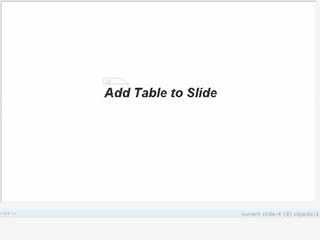 Add Table to Slide
>> --
current slide:4 (8) objects:1